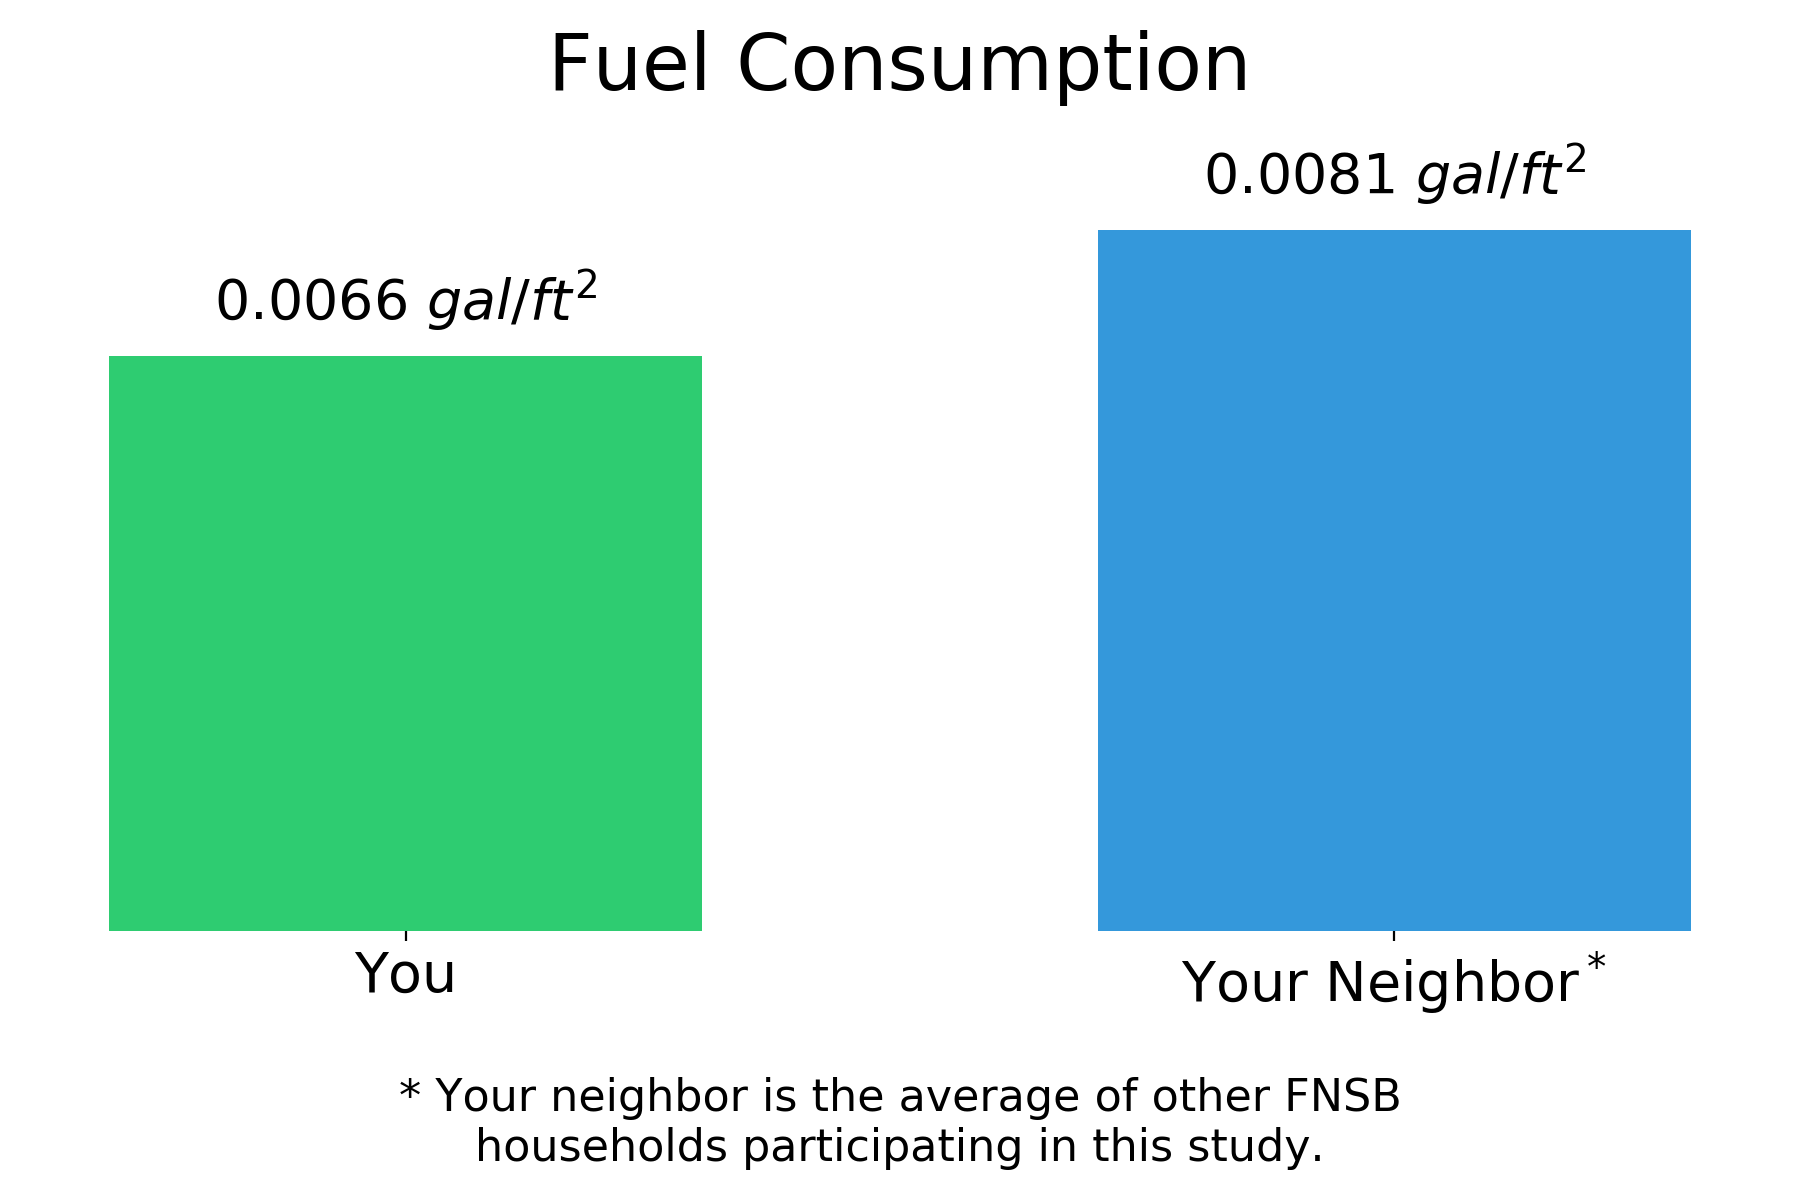 Fuel Consumption
0.0081 gal/ft²
0.0066 gal/ft²
You
Your Neighbor*
* Your neighbor is the average of other FNSB
households participating in this study.